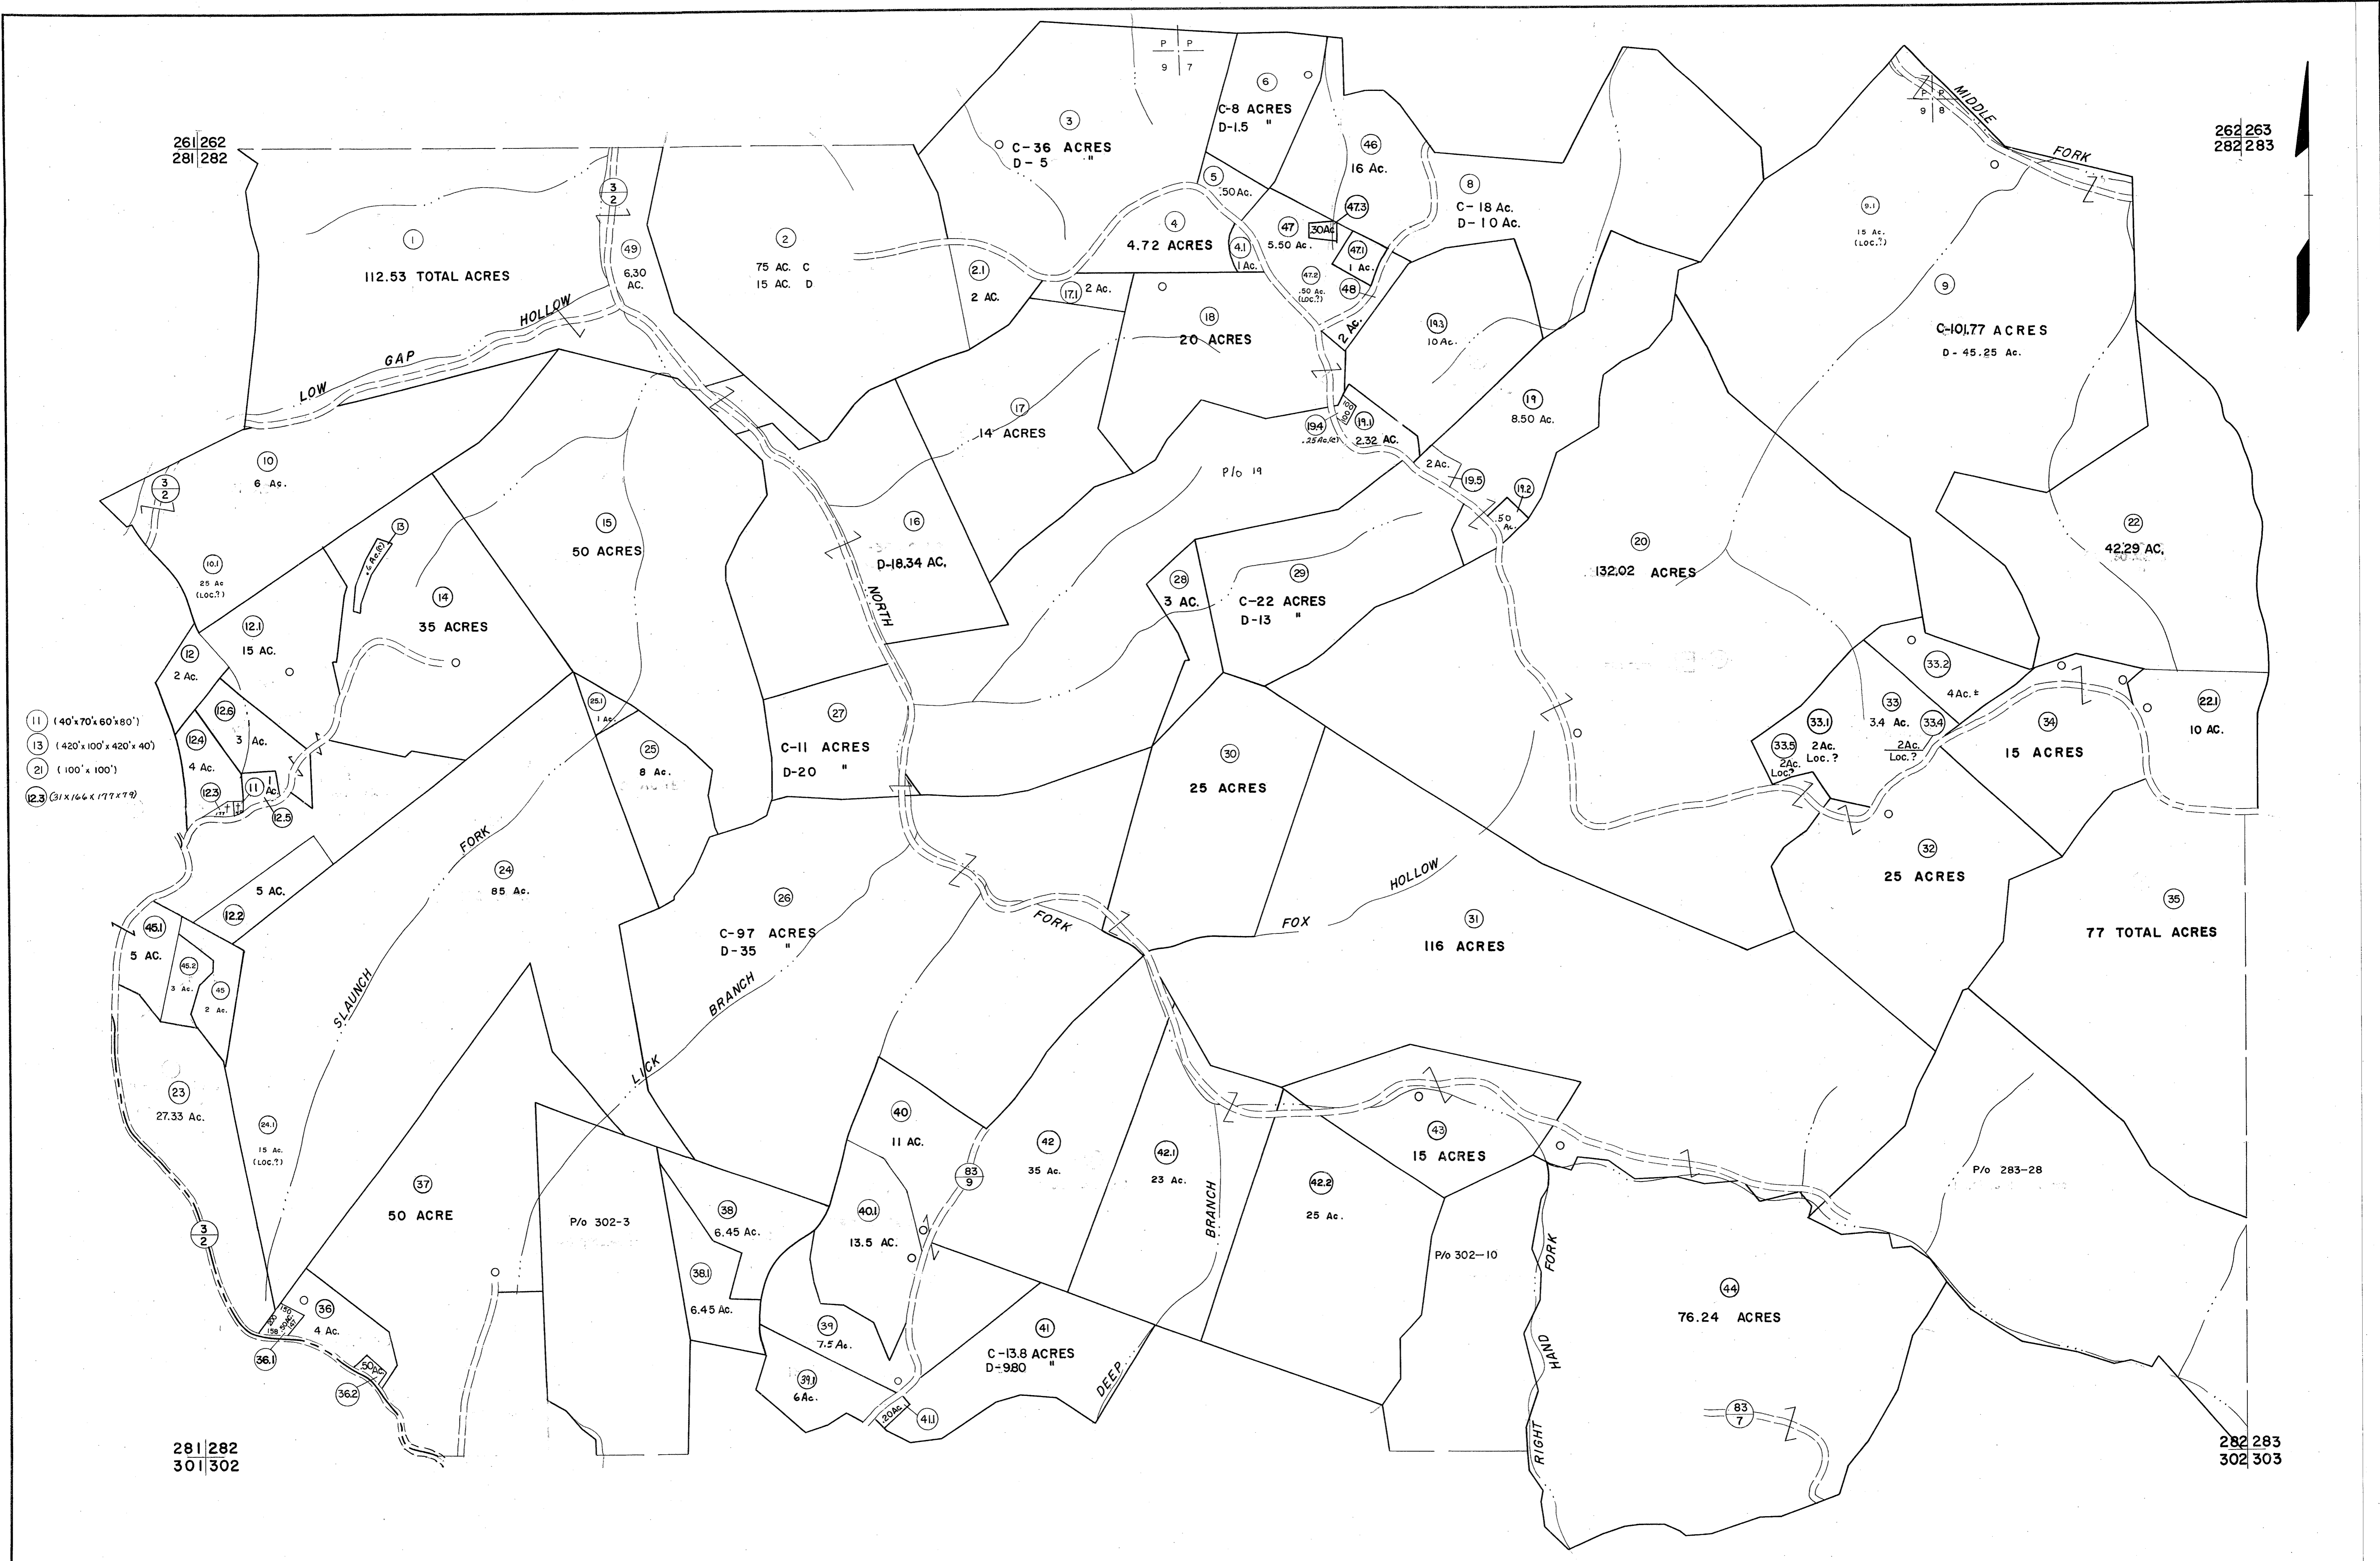 261 262
281 282
262 263
282 283
P P
9 7
P P
9 8
MIDDLE
FORK
1
112.53 TOTAL ACRES
3
2
49
6.30
AC.
2
75 AC. C
15 AC. D
2.1
2 AC.
3
C-36 ACRES
D-5 "
4
4.72 ACRES
4.1
1 Ac.
5
.50 Ac.
6
C-8 ACRES
D-1.5 "
46
16 Ac.
8
C-18 Ac.
D-10 Ac.
47
5.50 Ac.
47.3
.30Ac
47.1
1 Ac.
47.2
.50 Ac.
(LOC.?)
48
2 Ac.
9.1
15 Ac.
(LOC.?)
9
C-101.77 ACRES
D-45.25 Ac.
LOW
GAP
HOLLOW
17.1
2 Ac.
18
20 ACRES
17
14 ACRES
19.3
10 Ac.
19
8.50 Ac.
19.4
.25 Ac.(c)
100
100
19.1
2.32 AC.
2 Ac.
19.5
19.2
.50
Ac.
P/o 19
10
6 Ac.
3
2
10.1
25 Ac
(LOC.?)
13
.6 Ac.(c)
14
35 ACRES
15
50 ACRES
16
D-18.34 AC.
NORTH
28
3 AC.
29
C-22 ACRES
D-13 "
20
132.02 ACRES
22
42.29 AC.
22.1
10 AC.
12.1
15 AC.
12
2 Ac.
12.6
3 Ac.
12.4
4 Ac.
12.3
11
1
Ac.
12.5
11 (40'x70'x60'x80')
13 (420'x100'x420'x40')
21 (100'x100')
12.3 (31x166x177x79)
25.1
1 Ac.
25
8 Ac.
27
C-11 ACRES
D-20 "
30
25 ACRES
33.2
4 Ac.±
33
3.4 Ac.
33.4
2Ac.
Loc.?
33.1
2Ac.
Loc.?
33.5
2Ac.
Loc.?
34
15 ACRES
32
25 ACRES
35
77 TOTAL ACRES
5 AC.
12.2
45.1
5 AC.
45.2
3 Ac.
45
2 Ac.
FORK
SLAUNCH
24
85 Ac.
26
C-97 ACRES
D-35 "
LICK
BRANCH
FORK
FOX
HOLLOW
31
116 ACRES
23
27.33 Ac.
24.1
15 Ac.
(LOC.?)
3
2
37
50 ACRE
P/o 302-3
38
6.45 Ac.
38.1
6.45 Ac.
40
11 AC.
40.1
13.5 AC.
83
9
42
35 Ac.
42.1
23 Ac.
DEEP
BRANCH
42.2
25 Ac.
43
15 ACRES
P/o 302-10
RIGHT
HAND
FORK
44
76.24 ACRES
83
7
P/o 283-28
36
4 Ac.
150
200
.50AC.
147
158
36.1
.50Ac
36.2
39
7.5 Ac.
39.1
6Ac.
41
C-13.8 ACRES
D-9.80 "
.20Ac.
41.1
281 282
301 302
282 283
302 303